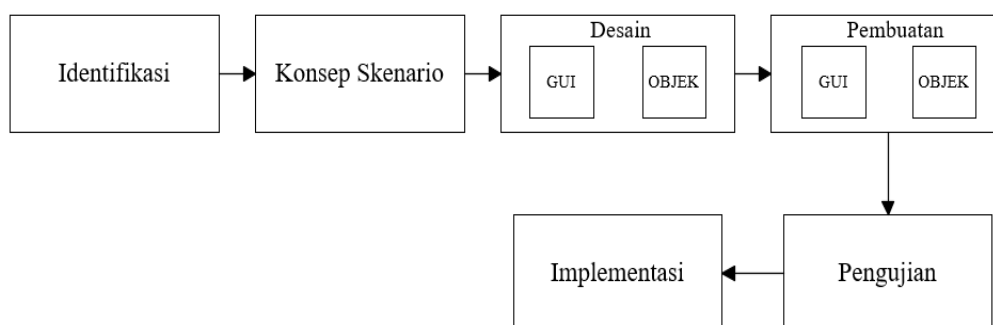 Identifikasi
Konsep Skenario
Desain
GUI
OBJEK
Pembuatan
GUI
OBJEK
Implementasi
Pengujian